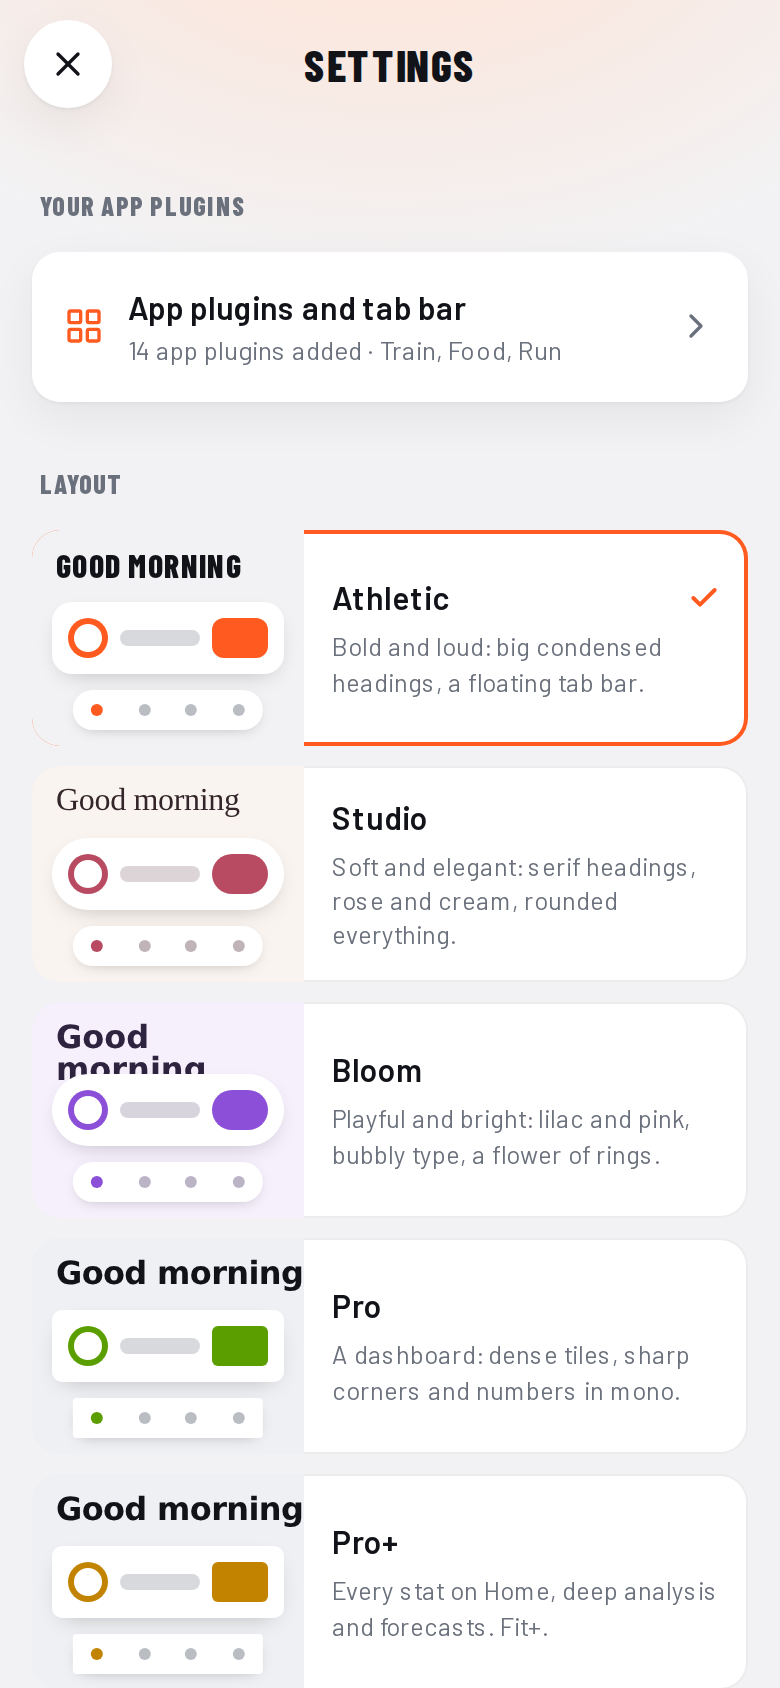 SETTINGS
YOUR APP PLUGINS
App plugins and tab bar
14 app plugins added · Train, Food, Run
LAYOUT
GOOD MORNING
Athletic
Bold and loud: big condensed
headings, a floating tab bar.
Good morning
Studio
Soft and elegant: serif headings,
rose and cream, rounded
everything.
Good
morning
Bloom
Playful and bright: lilac and pink,
bubbly type, a flower of rings.
Good morning
Pro
A dashboard: dense tiles, sharp
corners and numbers in mono.
Good morning
Pro+
Every stat on Home, deep analysis
and forecasts. Fit+.